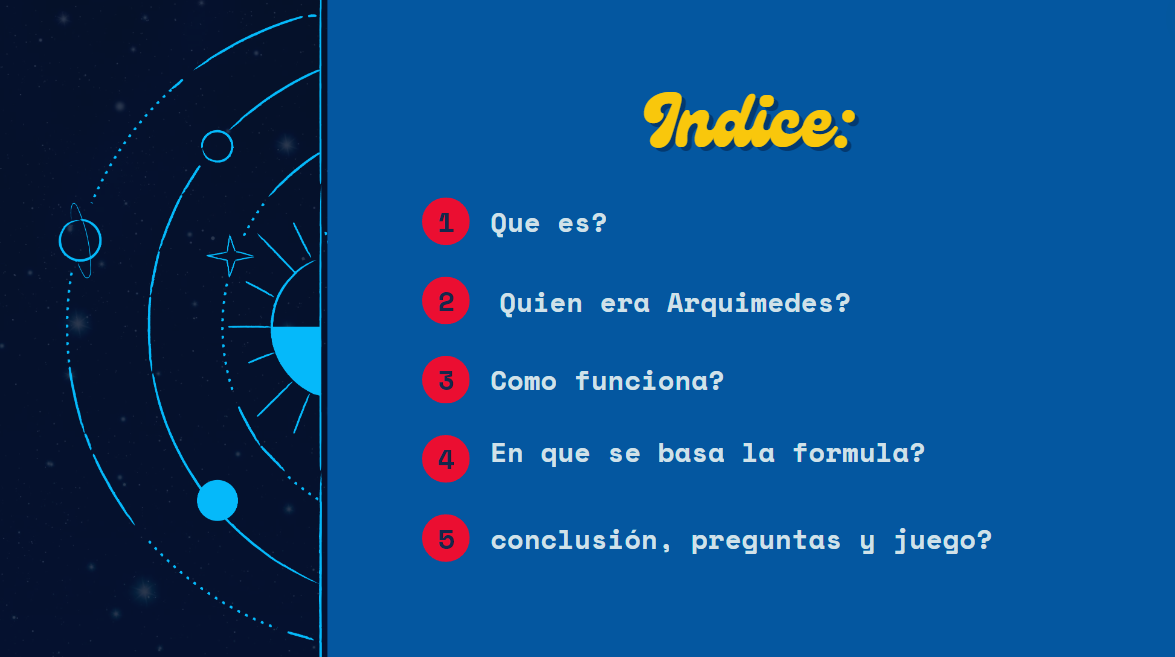 Indice:
1 Que es?
2 Quien era Arquimedes?
3 Como funciona?
4 En que se basa la formula?
5 conclusión, preguntas y juego?